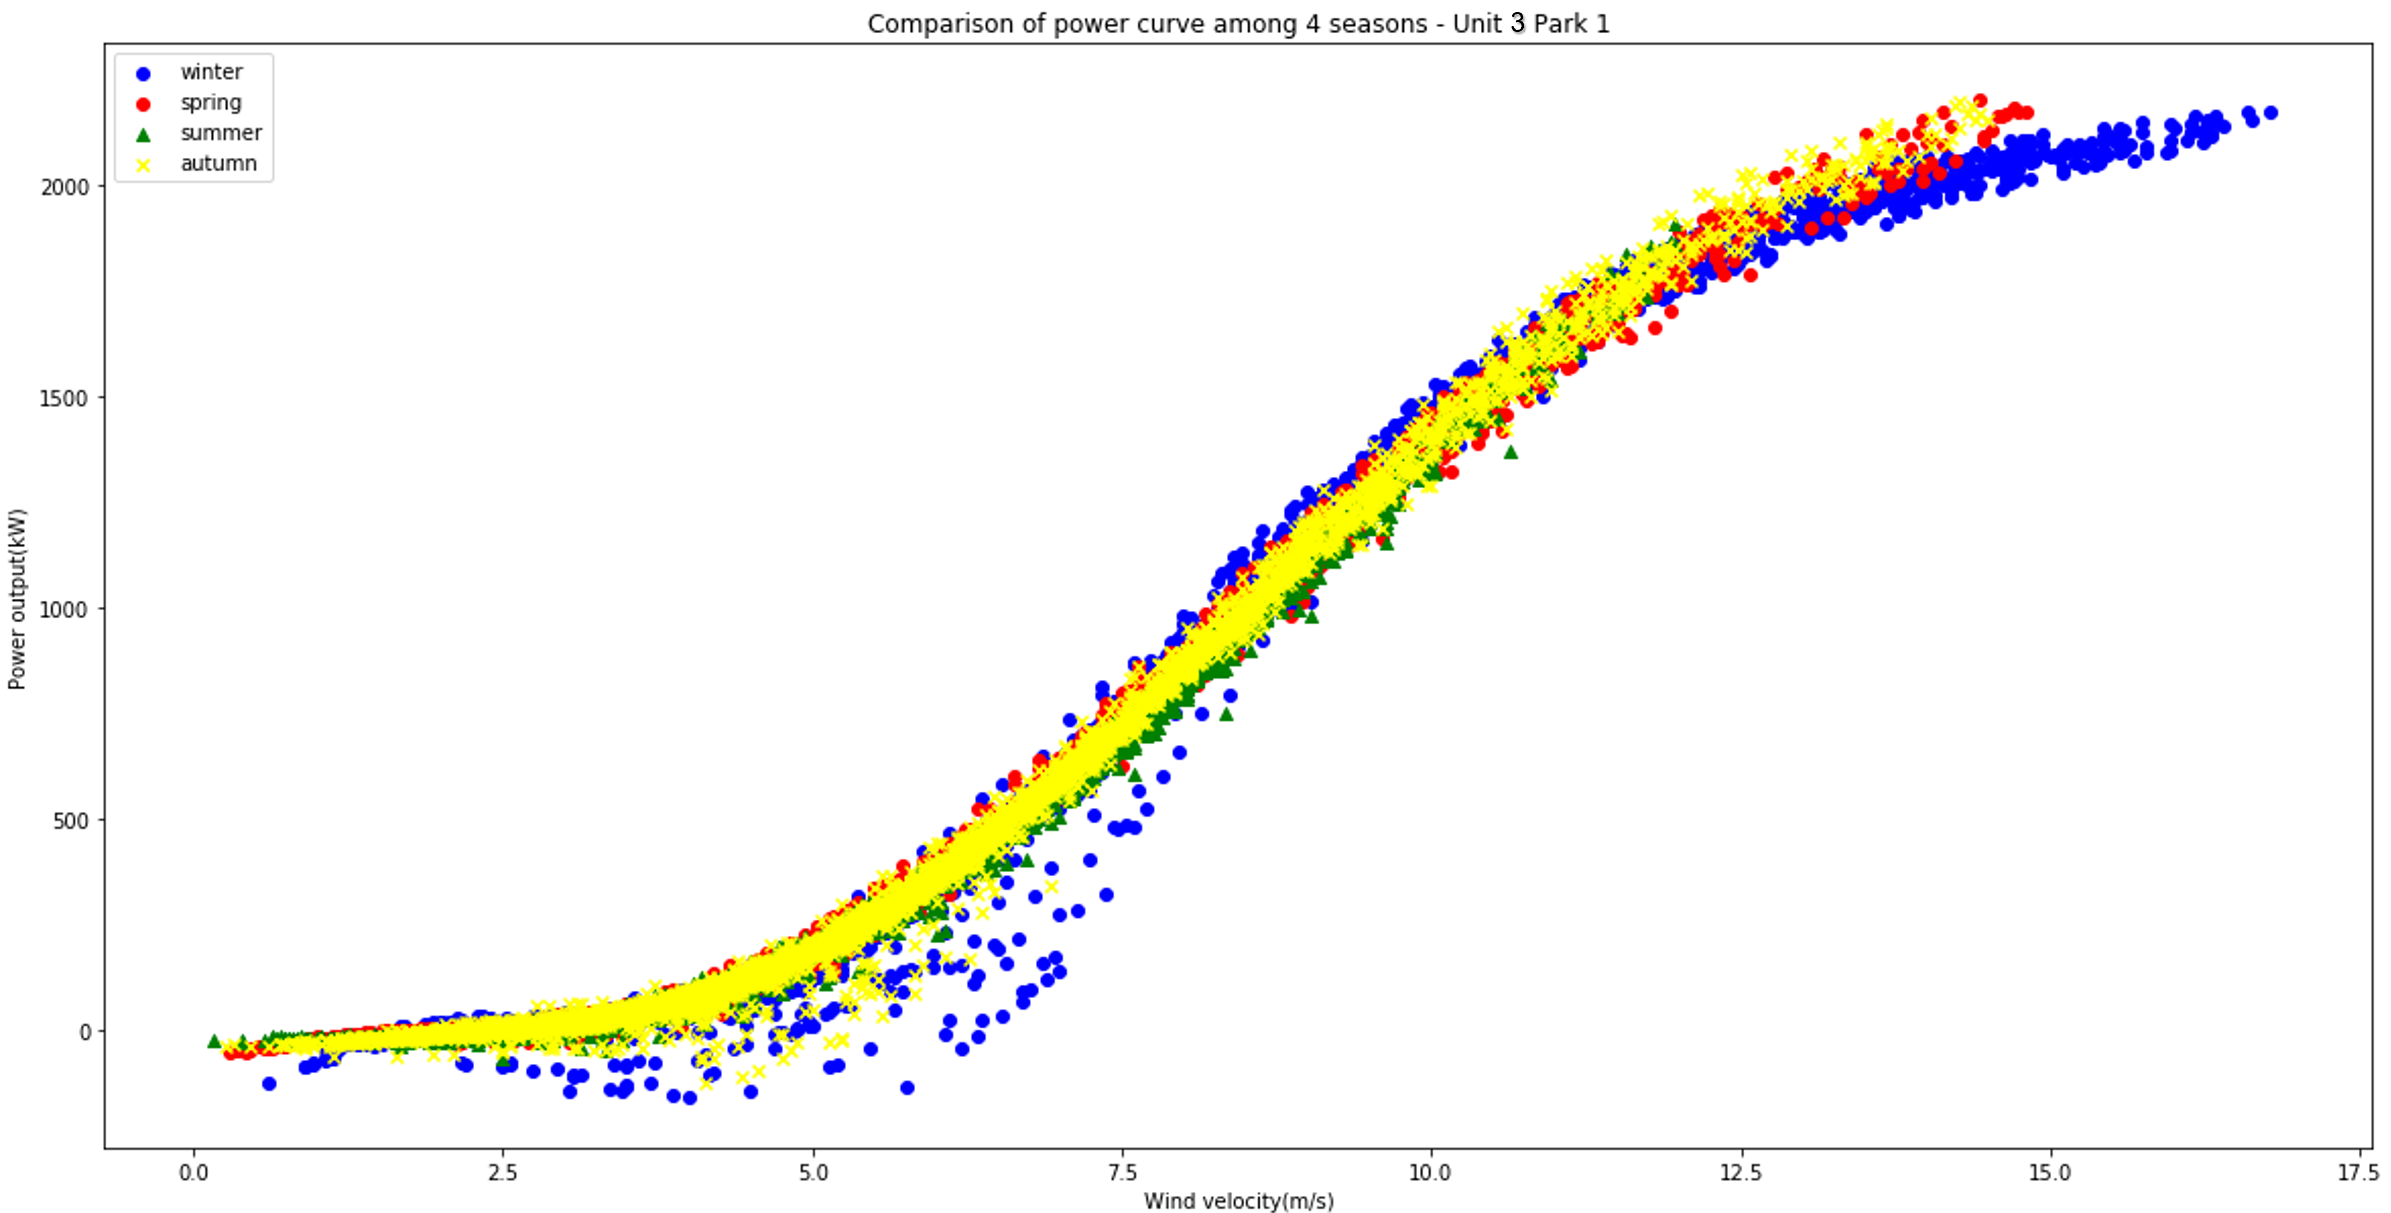 Comparison of power curve among 4 seasons - Unit 3 Park 1
winter
spring
summer
autumn
2000
1500
1000
500
0
Power output(kW)
0.0 2.5 5.0 7.5 10.0 12.5 15.0 17.5
Wind velocity(m/s)